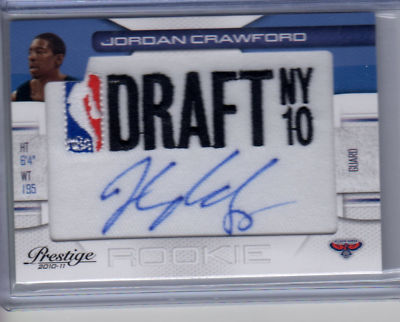 JORDAN CRAWFORD
DRAFT
NY
10
HT
6'4"
WT
195
GUARD
Prestige
2010-11
ROOKIE